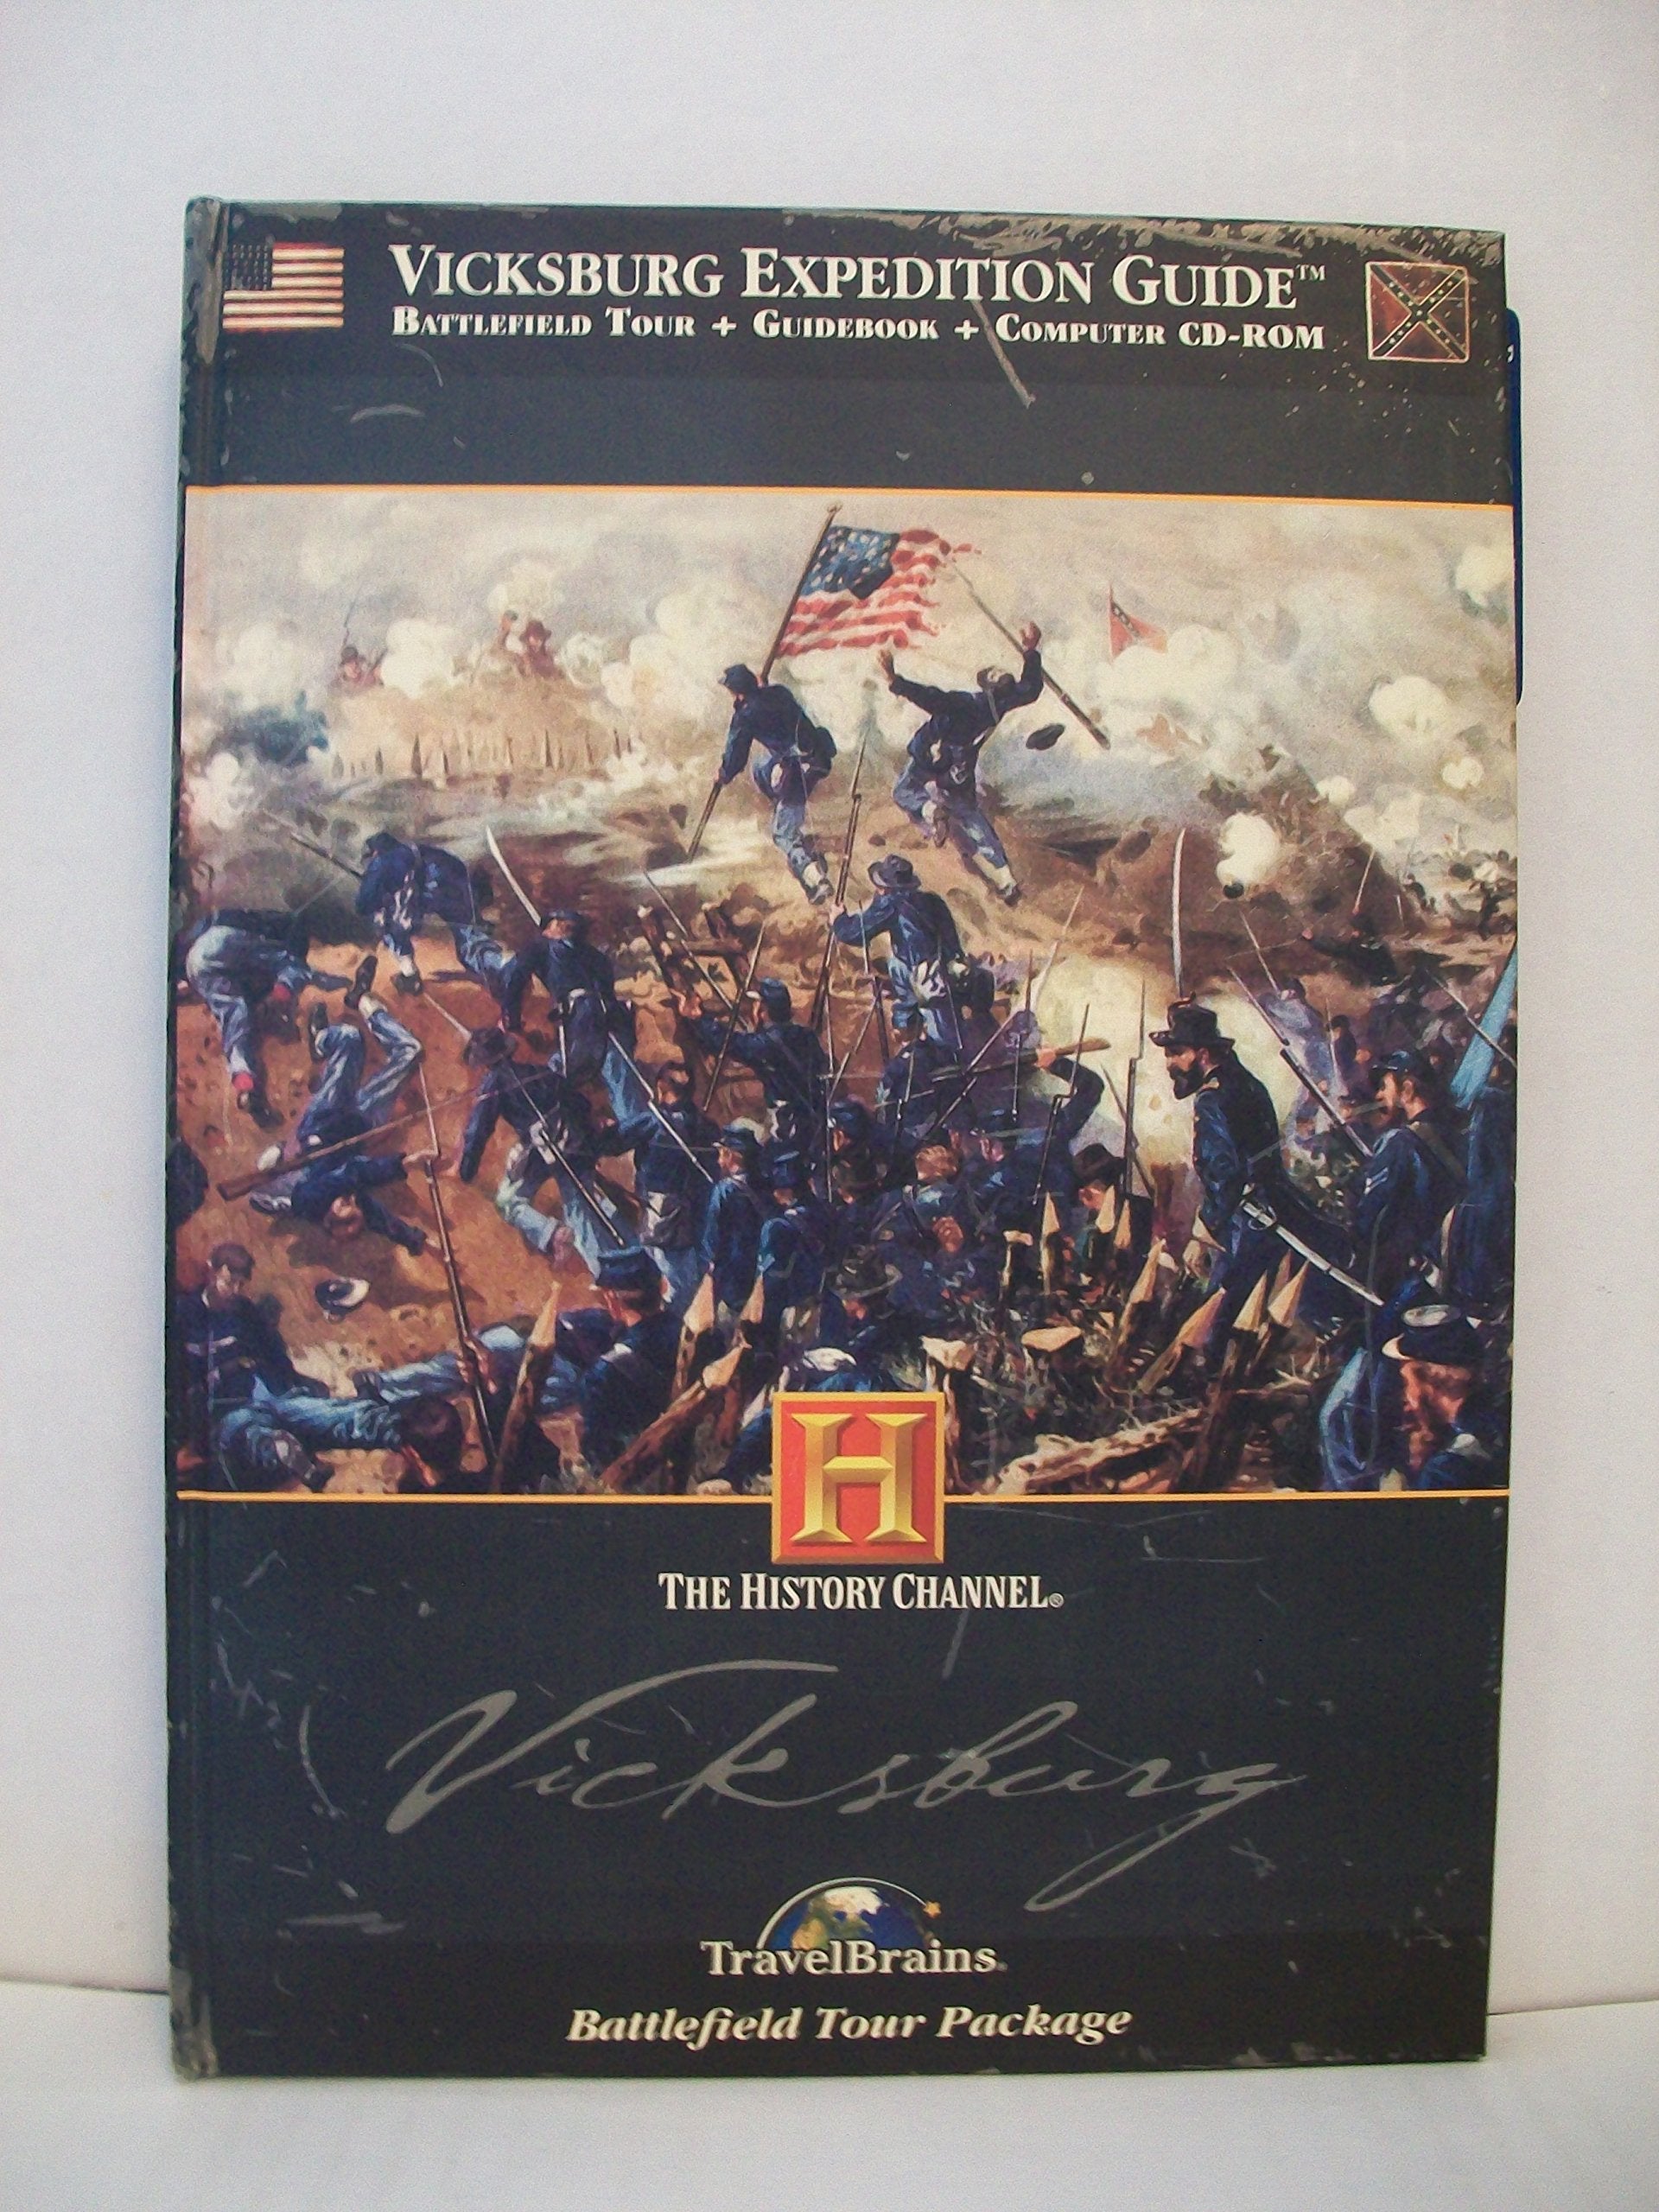 VICKSBURG EXPEDITION GUIDE™
BATTLEFIELD TOUR + GUIDEBOOK + COMPUTER CD-ROM
H
THE HISTORY CHANNEL®
Vicksburg
TravelBrains®
Battlefield Tour Package